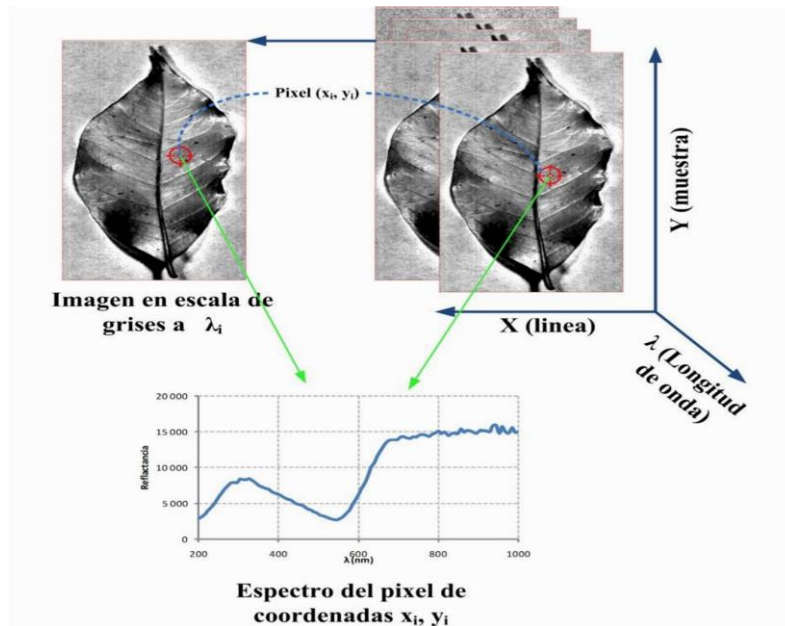 Pixel (xᵢ, yᵢ)
Y (muestra)
Imagen en escala de
grises a λᵢ
X (linea)
λ (Longitud
de onda)
20 000
15 000
10 000
5 000
0
Reflactancia
200 400 600 800 1000
λ(nm)
Espectro del pixel de
coordenadas xᵢ, yᵢ